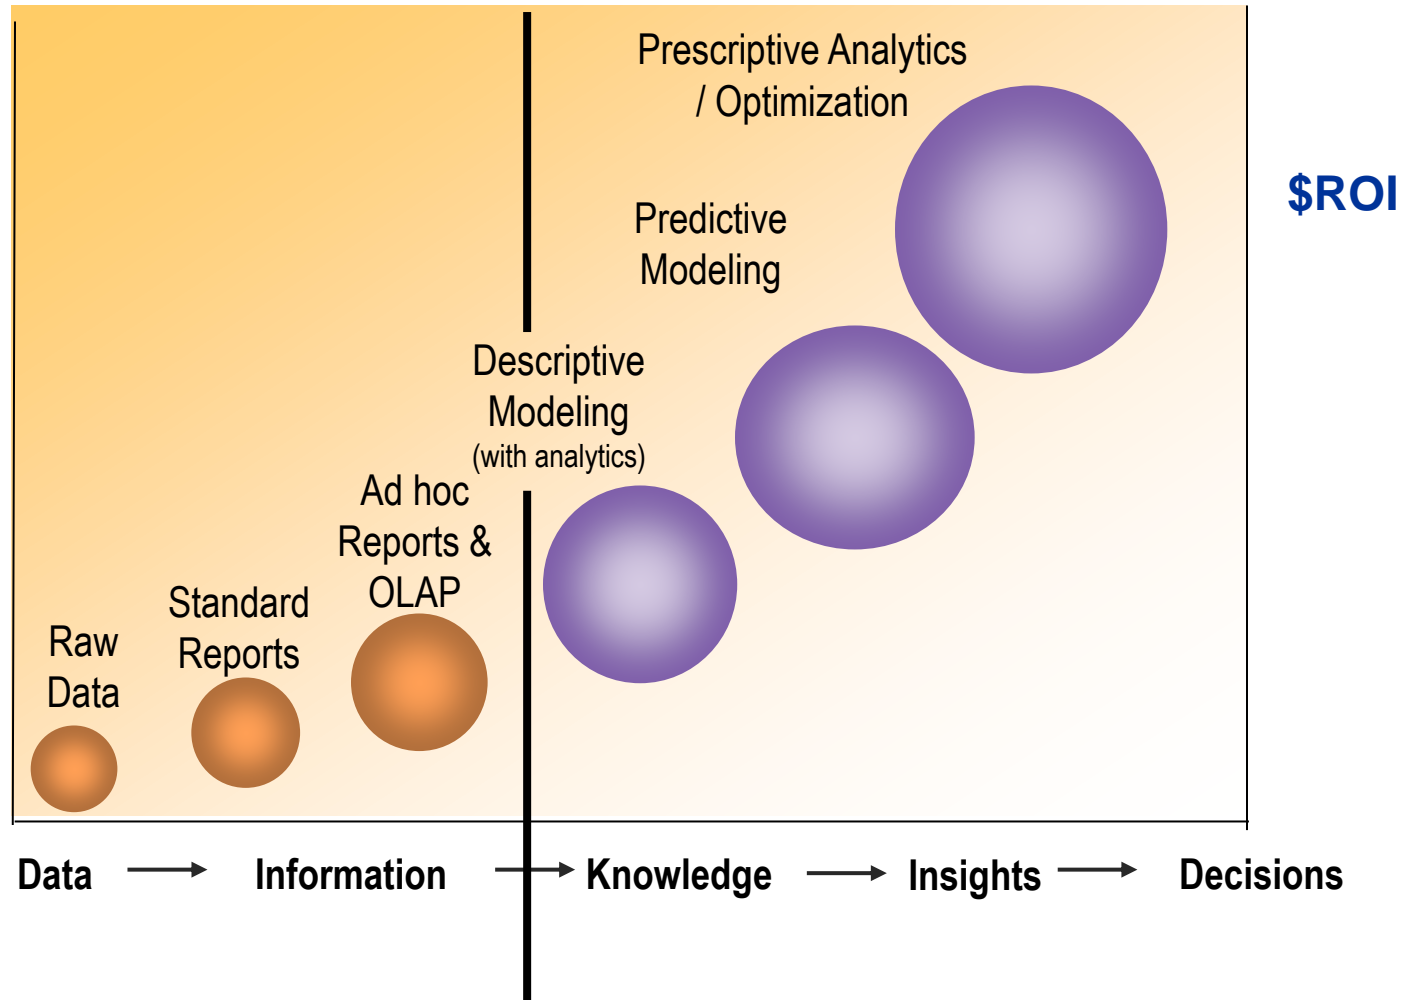 Prescriptive Analytics
/ Optimization
$ROI
Predictive
Modeling
Descriptive
Modeling
(with analytics)
Ad hoc
Reports &
OLAP
Standard
Reports
Raw
Data
Data
Information
Knowledge
Insights
Decisions